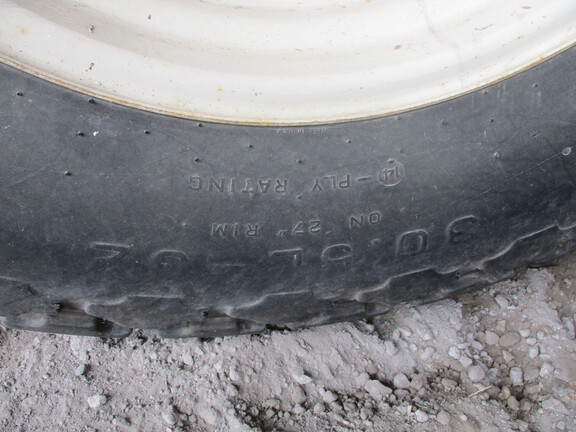 30.5L-32
ON 27" RIM
14-PLY RATING